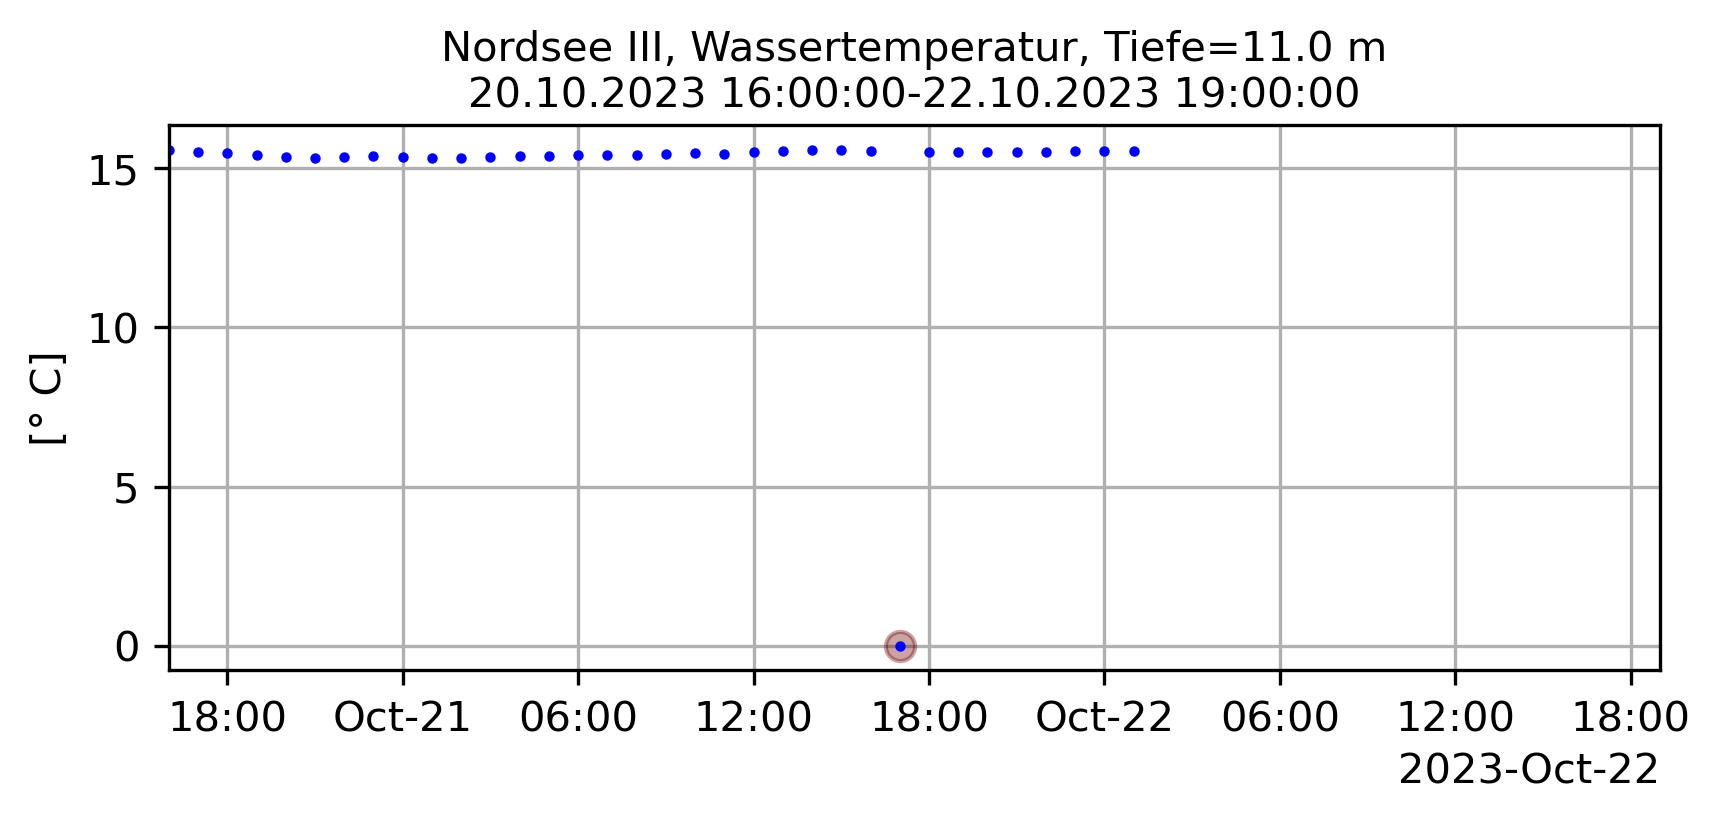 Nordsee III, Wassertemperatur, Tiefe=11.0 m
20.10.2023 16:00:00-22.10.2023 19:00:00
15
10
5
0
[° C]
18:00 Oct-21 06:00 12:00 18:00 Oct-22 06:00 12:00 18:00
2023-Oct-22